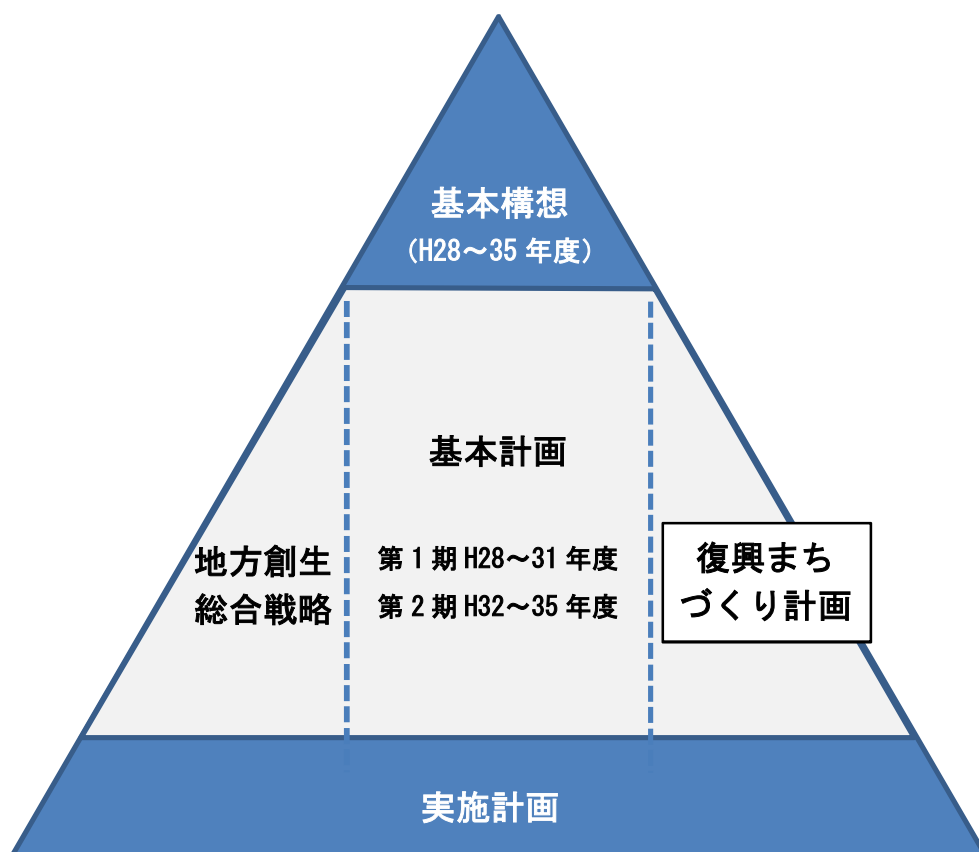 基本構想
（H28～35 年度）
基本計画
第 1 期 H28～31 年度
第 2 期 H32～35 年度
地方創生
総合戦略
復興まち
づくり計画
実施計画